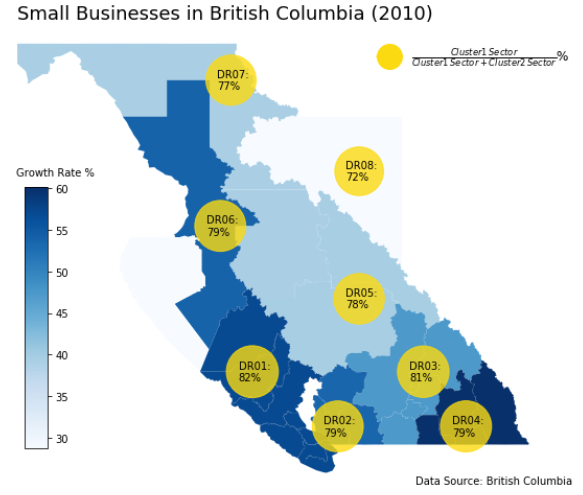 Small Businesses in British Columbia (2010)
Cluster1 Sector
Cluster1 Sector + Cluster2 Sector %
DR07:
77%
DR08:
72%
Growth Rate %
60
55
50
45
40
35
30
DR06:
79%
DR05:
78%
DR01:
82%
DR03:
81%
DR02:
79%
DR04:
79%
Data Source: British Columbia